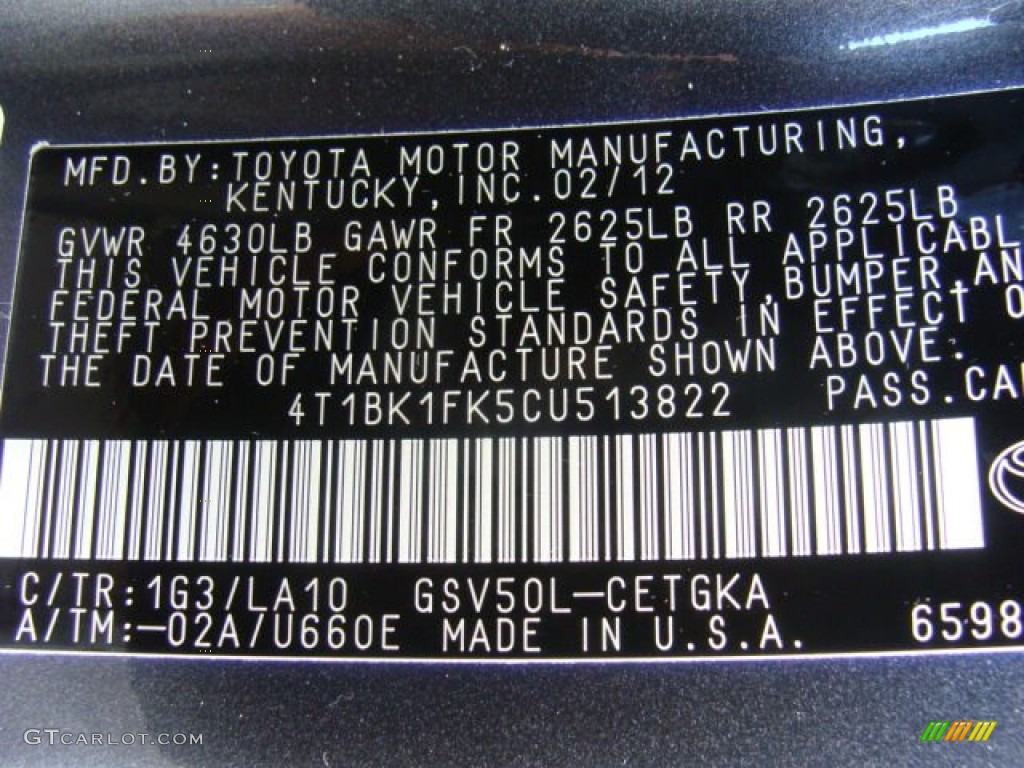 MFD.BY:TOYOTA MOTOR MANUFACTURING,
KENTUCKY,INC.02/12
GVWR 4630LB GAWR FR 2625LB RR 2625LB
THIS VEHICLE CONFORMS TO ALL APPLICABL
FEDERAL MOTOR VEHICLE SAFETY,BUMPER,AN
THEFT PREVENTION STANDARDS IN EFFECT O
THE DATE OF MANUFACTURE SHOWN ABOVE.
4T1BK1FK5CU513822 PASS.CA
C/TR:1G3/LA10 GSV50L-CETGKA
A/TM:-02A/U660E MADE IN U.S.A. 6598
GTCARLOT.COM